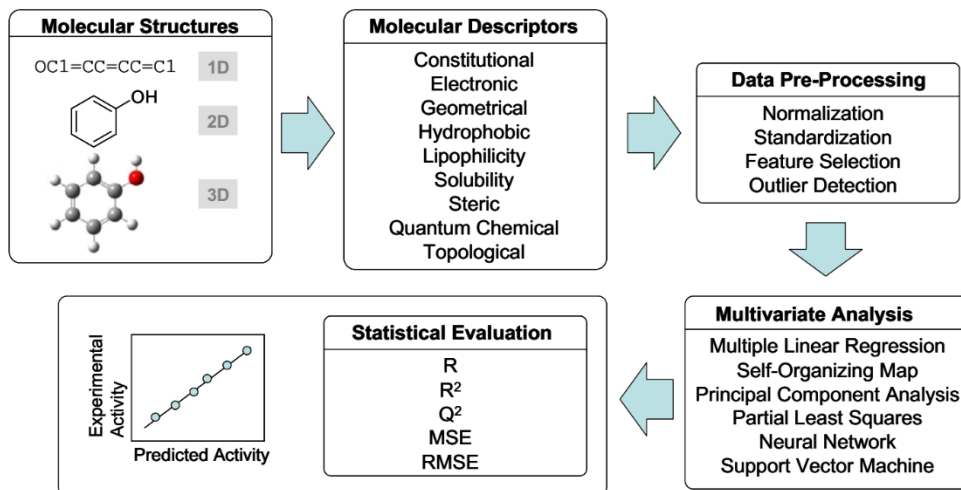 Molecular Structures
OC1=CC=CC=C1
1D
OH
2D
3D
Molecular Descriptors
Constitutional
Electronic
Geometrical
Hydrophobic
Lipophilicity
Solubility
Steric
Quantum Chemical
Topological
Data Pre-Processing
Normalization
Standardization
Feature Selection
Outlier Detection
Multivariate Analysis
Multiple Linear Regression
Self-Organizing Map
Principal Component Analysis
Partial Least Squares
Neural Network
Support Vector Machine
Statistical Evaluation
R
R²
Q²
MSE
RMSE
Experimental
Activity
Predicted Activity